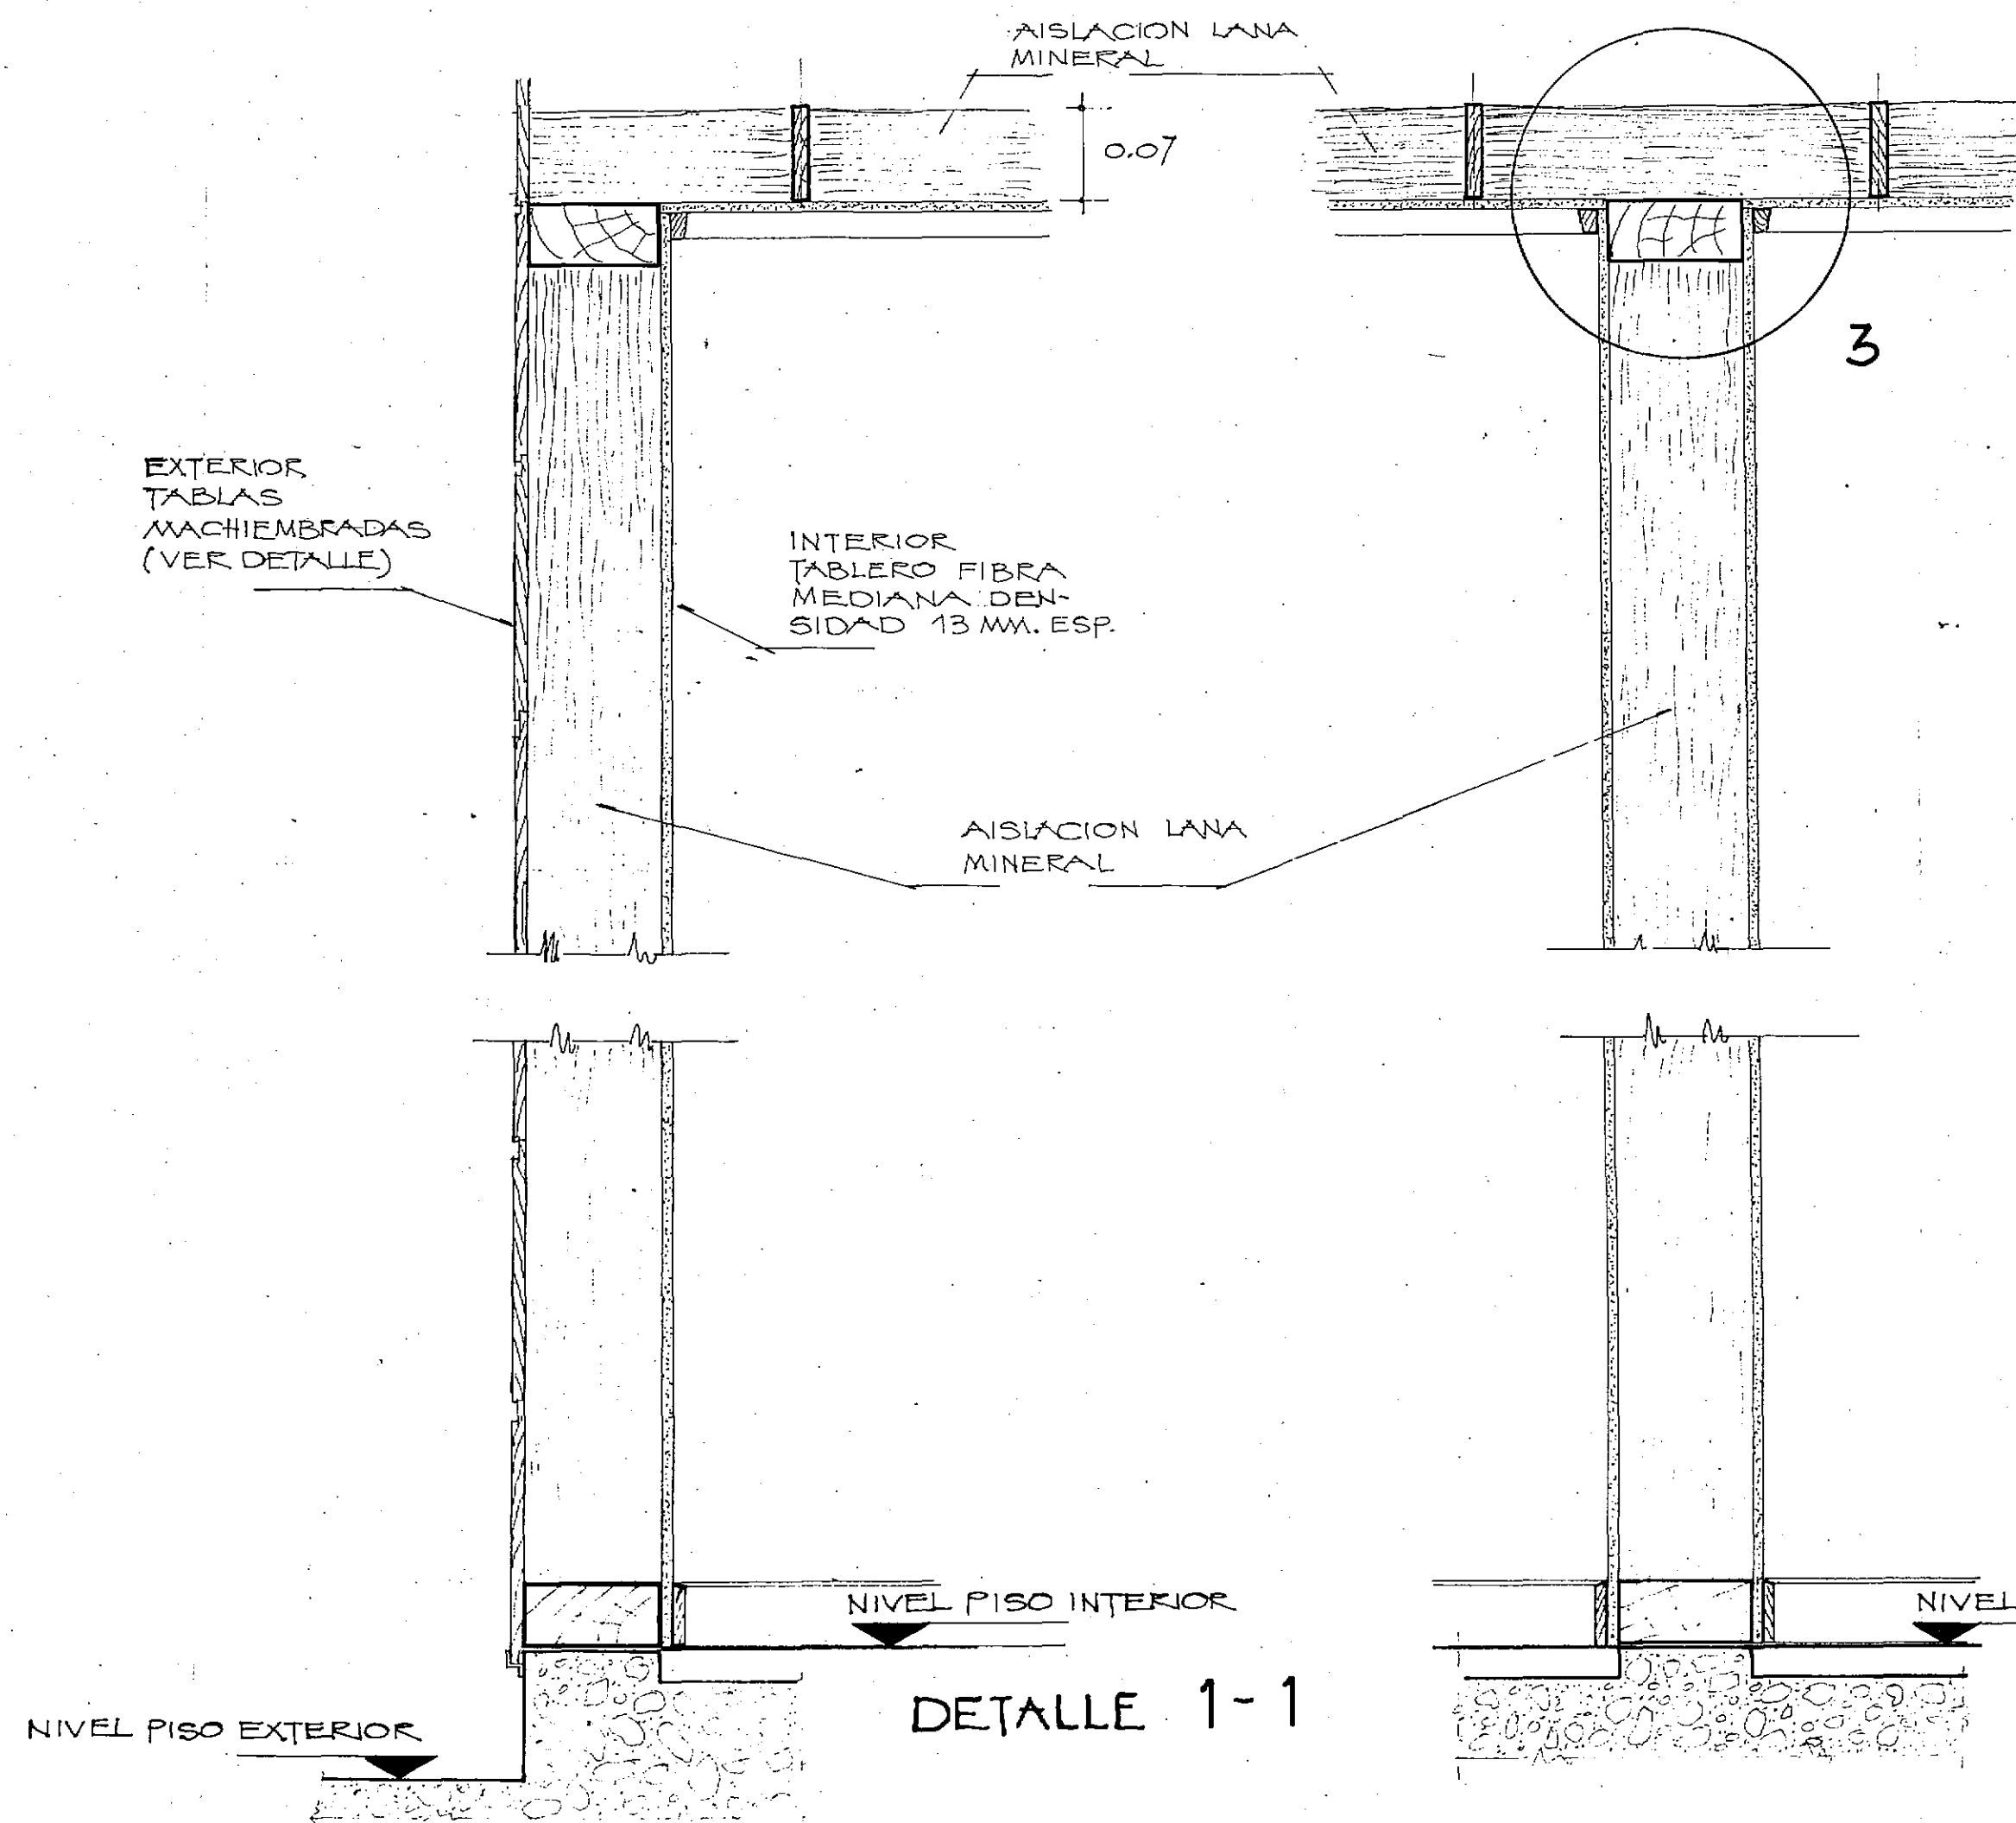 AISLACION LANA
MINERAL
0.07
3
EXTERIOR
TABLAS
MACHIEMBRADAS
(VER DETALLE)
INTERIOR
TABLERO FIBRA
MEDIANA DEN-
SIDAD 13 MM. ESP.
AISLACION LANA
MINERAL
NIVEL PISO INTERIOR
NIVEL
DETALLE 1-1
NIVEL PISO EXTERIOR